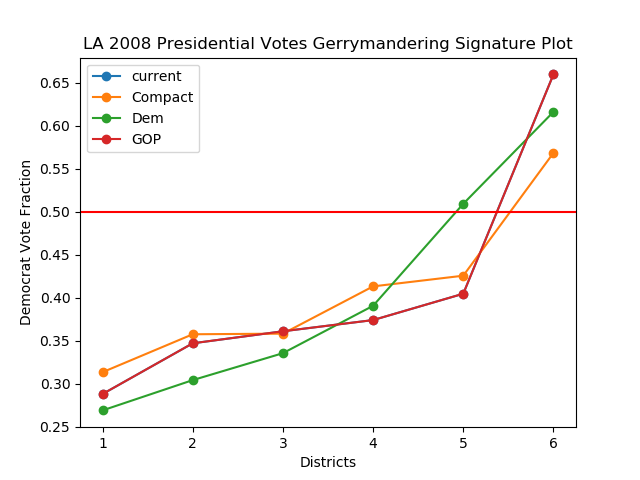 LA 2008 Presidential Votes Gerrymandering Signature Plot
current
Compact
Dem
GOP
Democrat Vote Fraction
0.65
0.60
0.55
0.50
0.45
0.40
0.35
0.30
0.25
1 2 3 4 5 6
Districts